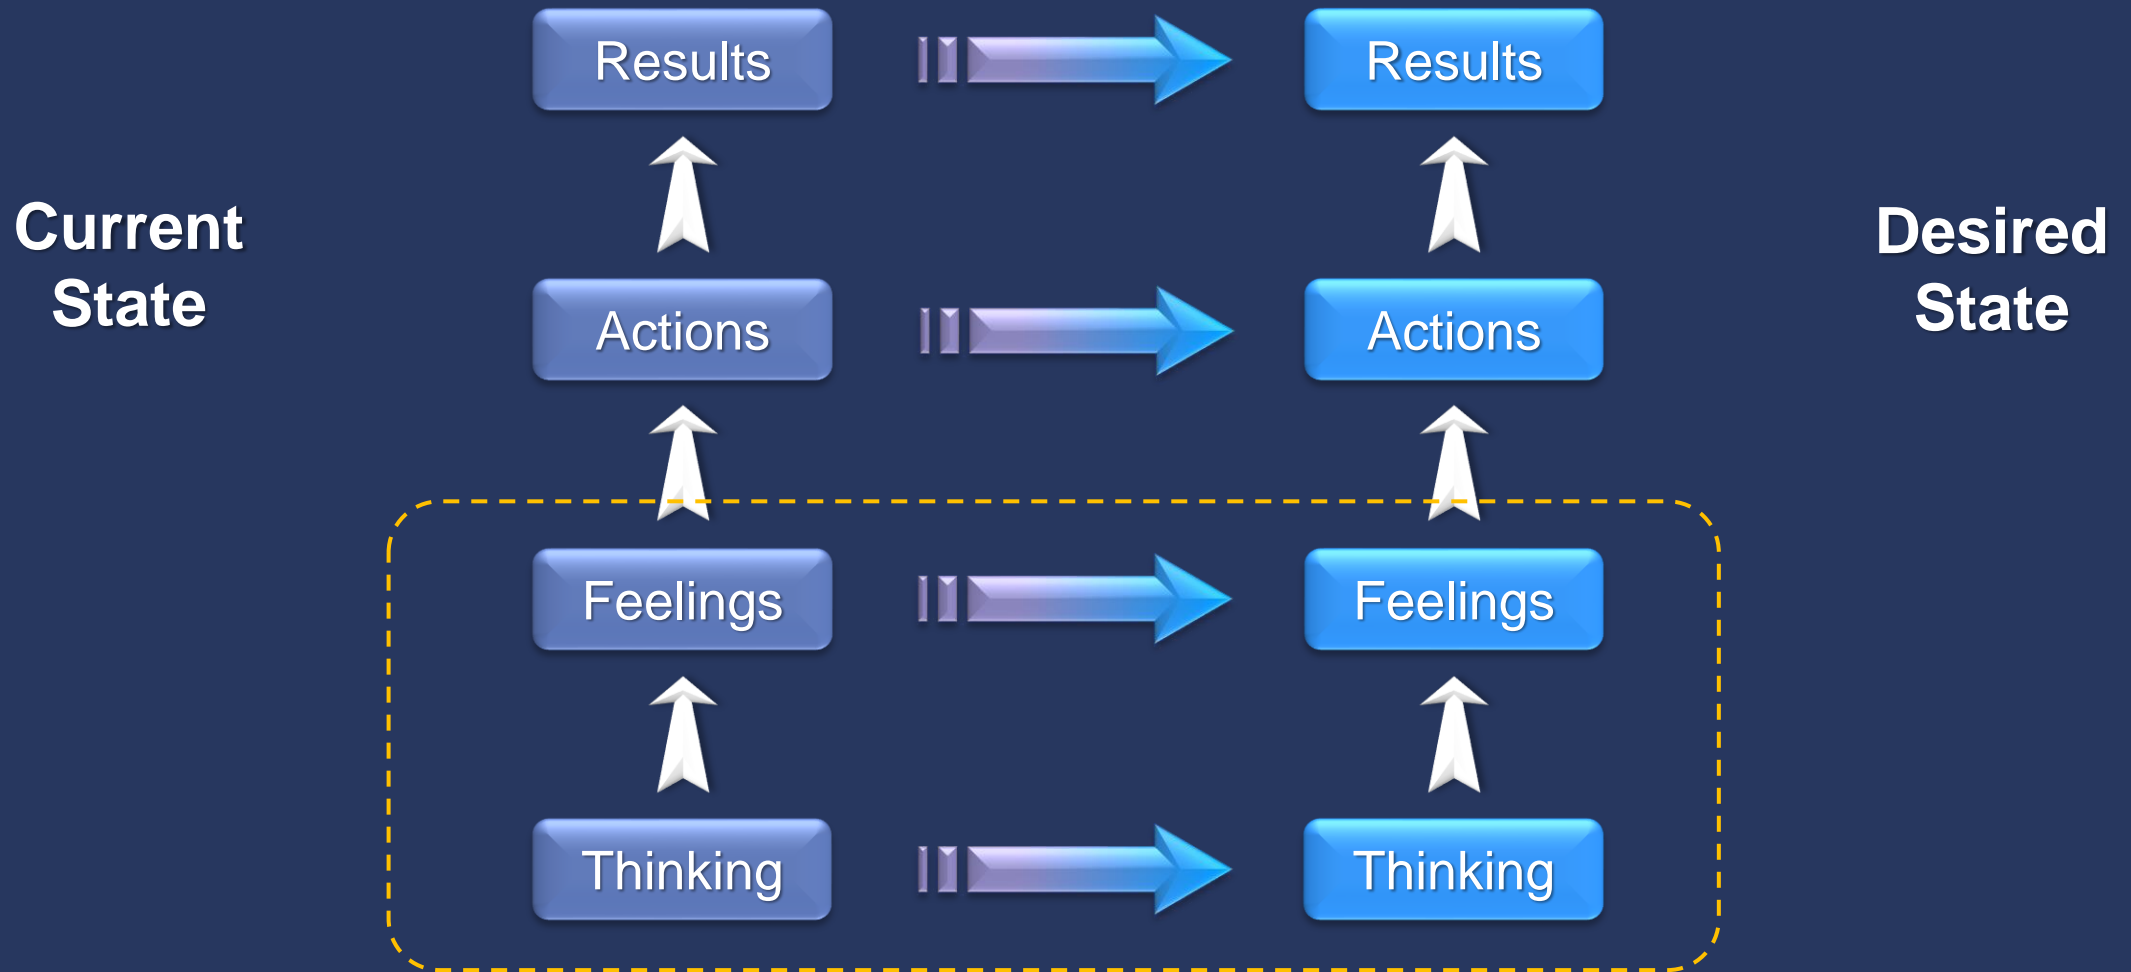 Results
Results
Current
State
Desired
State
Actions
Actions
Feelings
Feelings
Thinking
Thinking